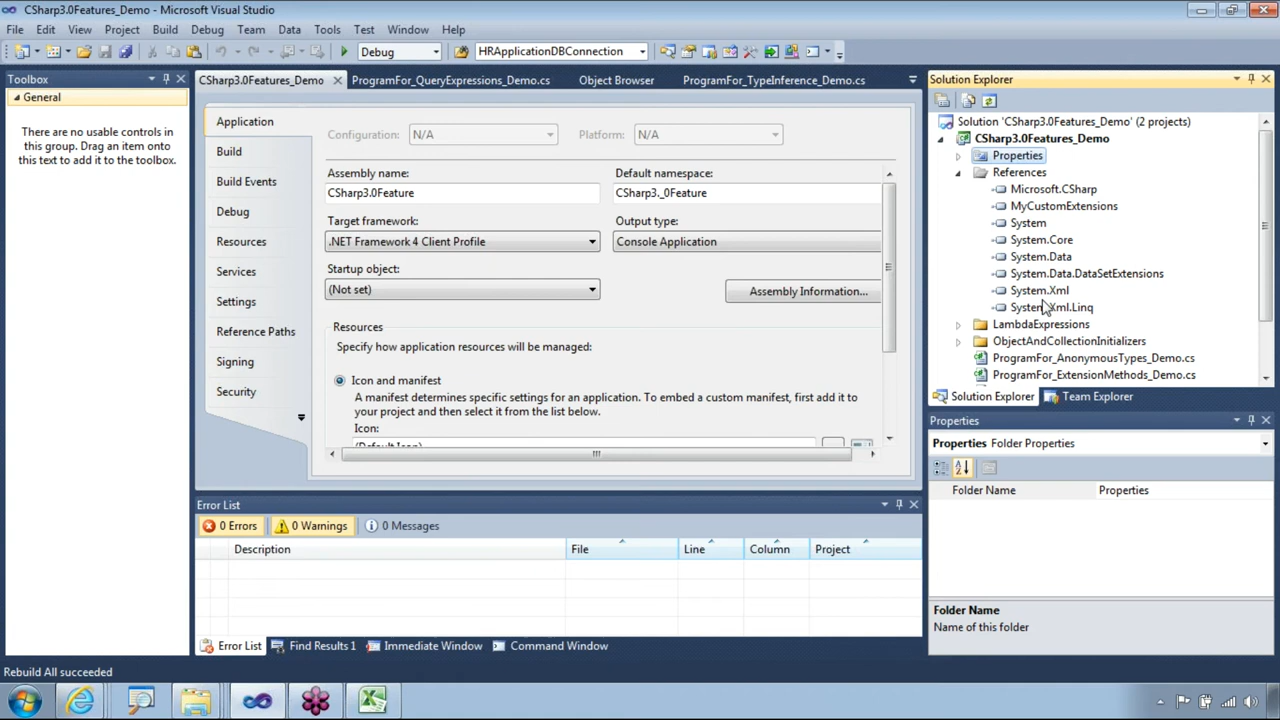 CSharp3.0Features_Demo - Microsoft Visual Studio
File Edit View Project Build Debug Team Data Tools Test Window Help
Debug HRApplicationDBConnection
Toolbox
General
There are no usable controls in
this group. Drag an item onto
this text to add it to the toolbox.
CSharp3.0Features_Demo ProgramFor_QueryExpressions_Demo.cs Object Browser ProgramFor_TypeInference_Demo.cs
Application
Build
Build Events
Debug
Resources
Services
Settings
Reference Paths
Signing
Security
Configuration: N/A Platform: N/A
Assembly name: Default namespace:
CSharp3.0Feature CSharp3._0Feature
Target framework: Output type:
.NET Framework 4 Client Profile Console Application
Startup object:
(Not set) Assembly Information...
Resources
Specify how application resources will be managed:
Icon and manifest
A manifest determines specific settings for an application. To embed a custom manifest, first add it to
your project and then select it from the list below.
Icon:
(Default Icon)
Error List
0 Errors 0 Warnings 0 Messages
Description File Line Column Project
Error List Find Results 1 Immediate Window Command Window
Solution Explorer
Solution 'CSharp3.0Features_Demo' (2 projects)
CSharp3.0Features_Demo
Properties
References
Microsoft.CSharp
MyCustomExtensions
System
System.Core
System.Data
System.Data.DataSetExtensions
System.Xml
System.Xml.Linq
LambdaExpressions
ObjectAndCollectionInitializers
ProgramFor_AnonymousTypes_Demo.cs
ProgramFor_ExtensionMethods_Demo.cs
Solution Explorer Team Explorer
Properties
Properties Folder Properties
Folder Name Properties
Folder Name
Name of this folder
Rebuild All succeeded